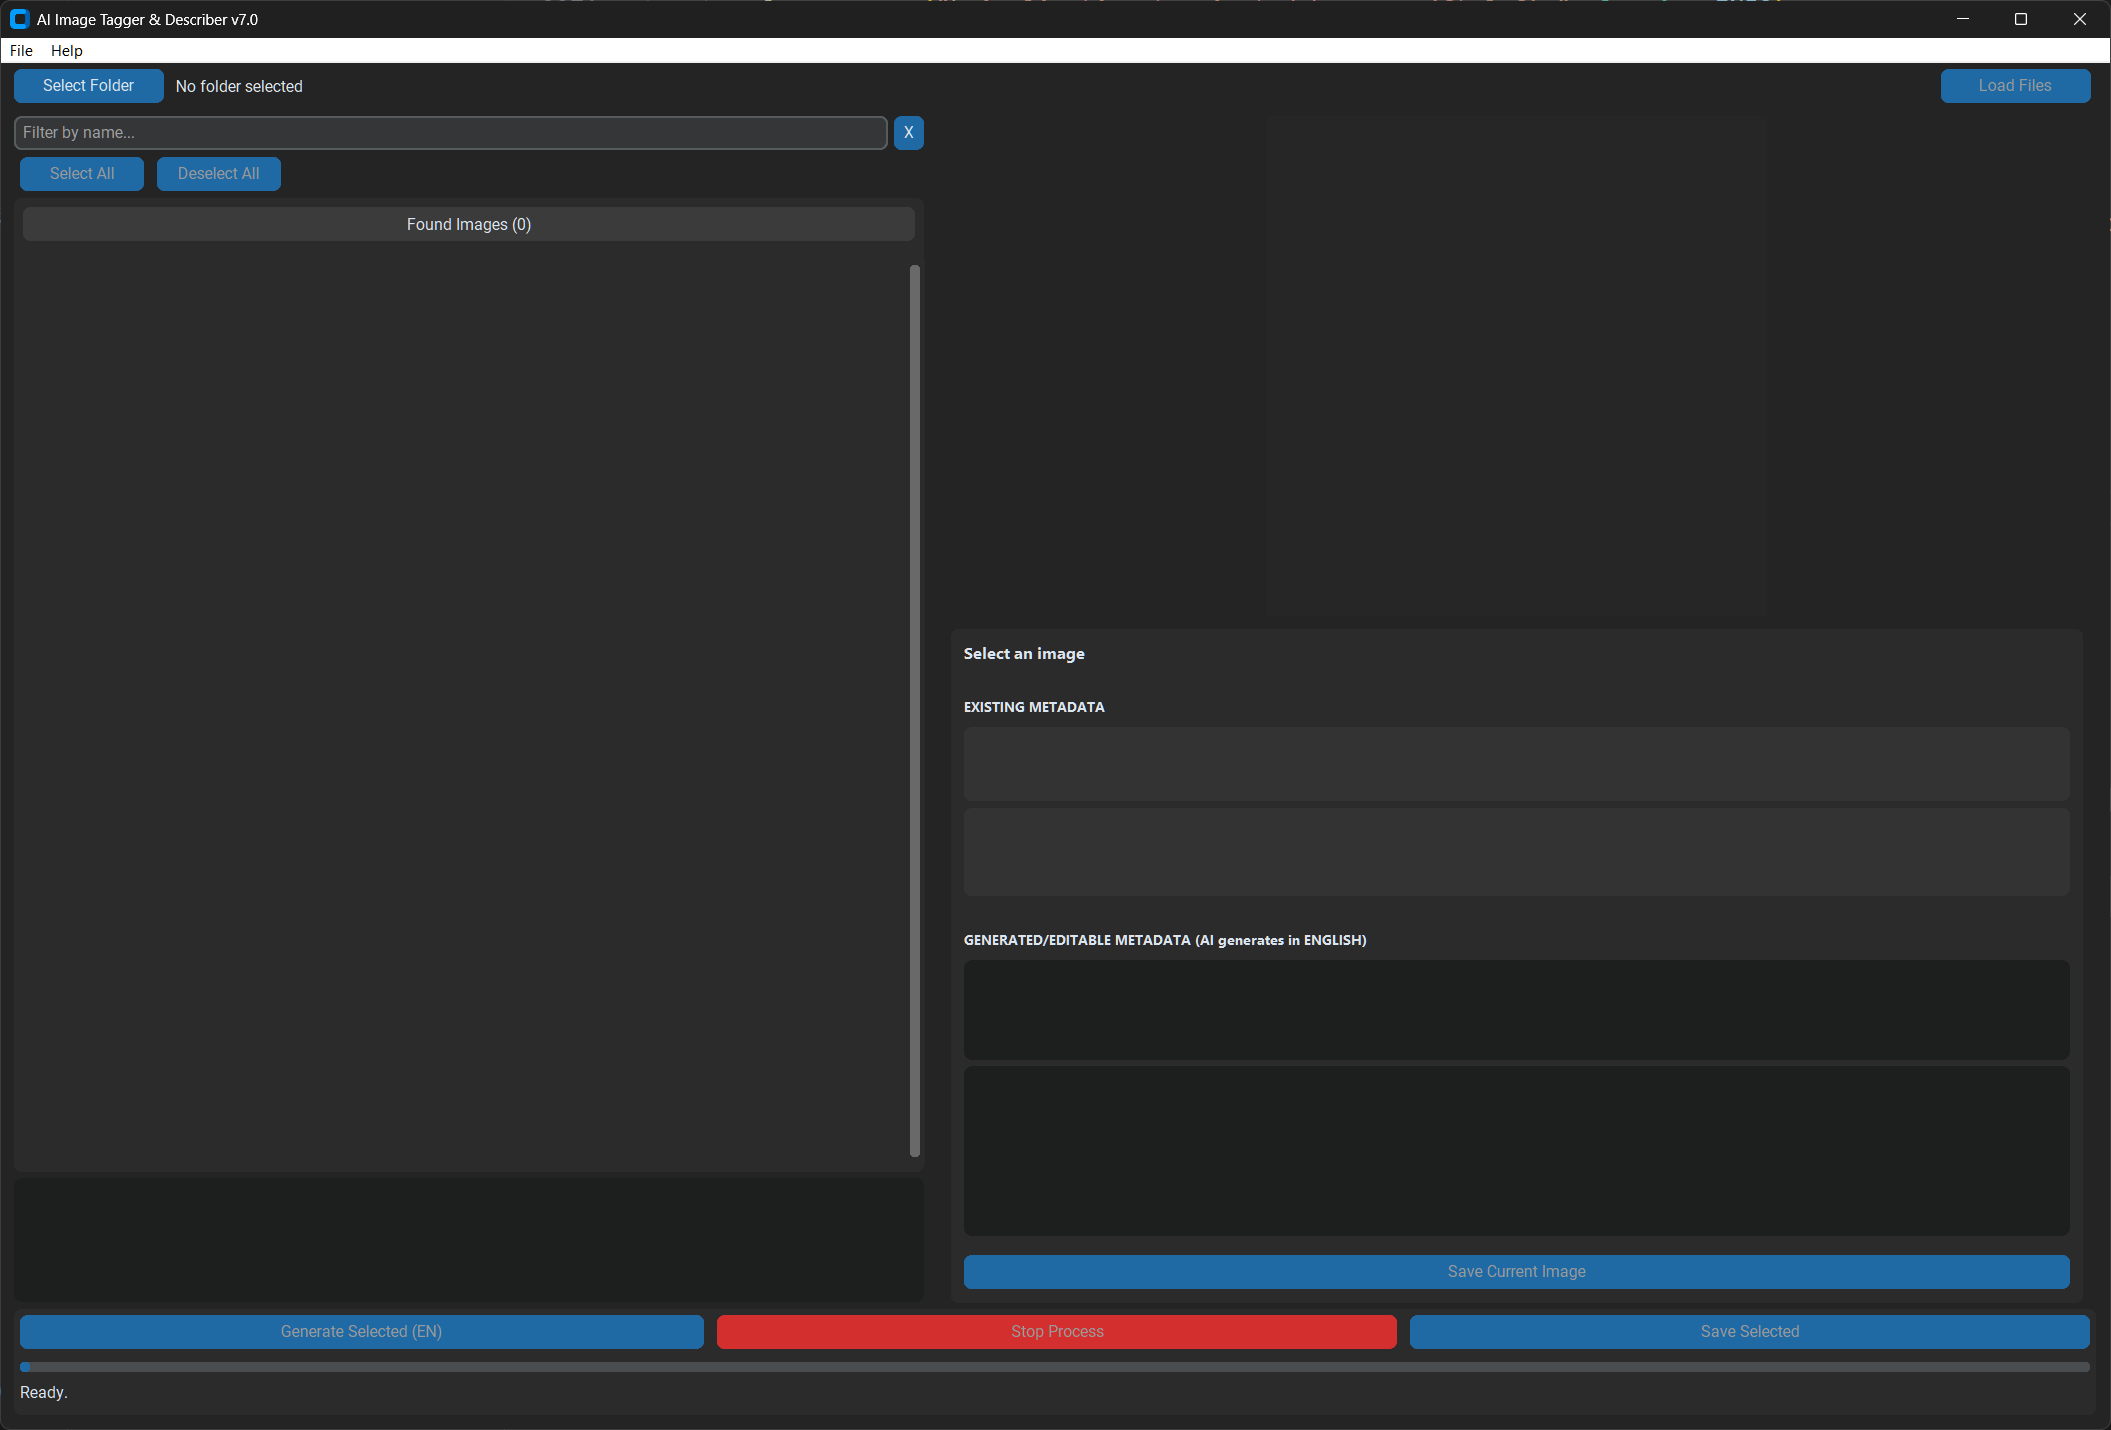 AI Image Tagger & Describer v7.0
File Help
Select Folder No folder selected Load Files
Filter by name... X
Select All Deselect All
Found Images (0)
Select an image
EXISTING METADATA
GENERATED/EDITABLE METADATA (AI generates in ENGLISH)
Save Current Image
Generate Selected (EN) Stop Process Save Selected
Ready.